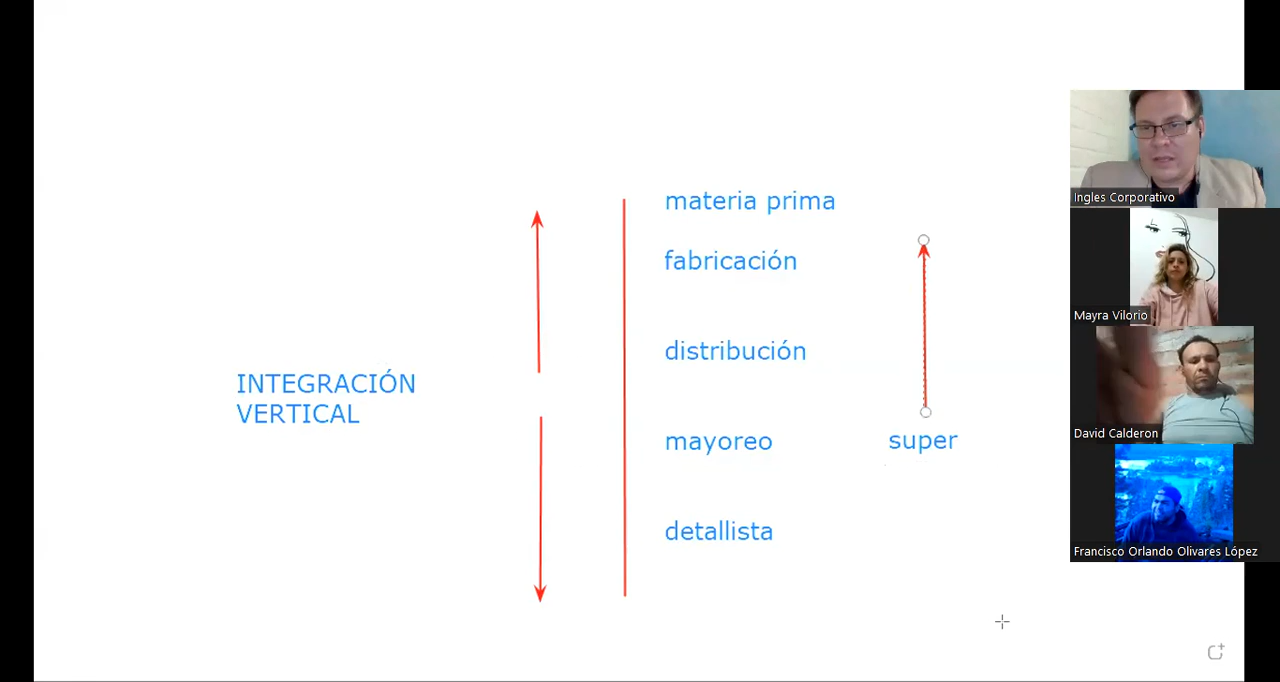 materia prima
fabricación
distribución
INTEGRACIÓN
VERTICAL
mayoreo
super
detallista
Ingles Corporativo
Mayra Vilorio
David Calderon
Francisco Orlando Olivares López